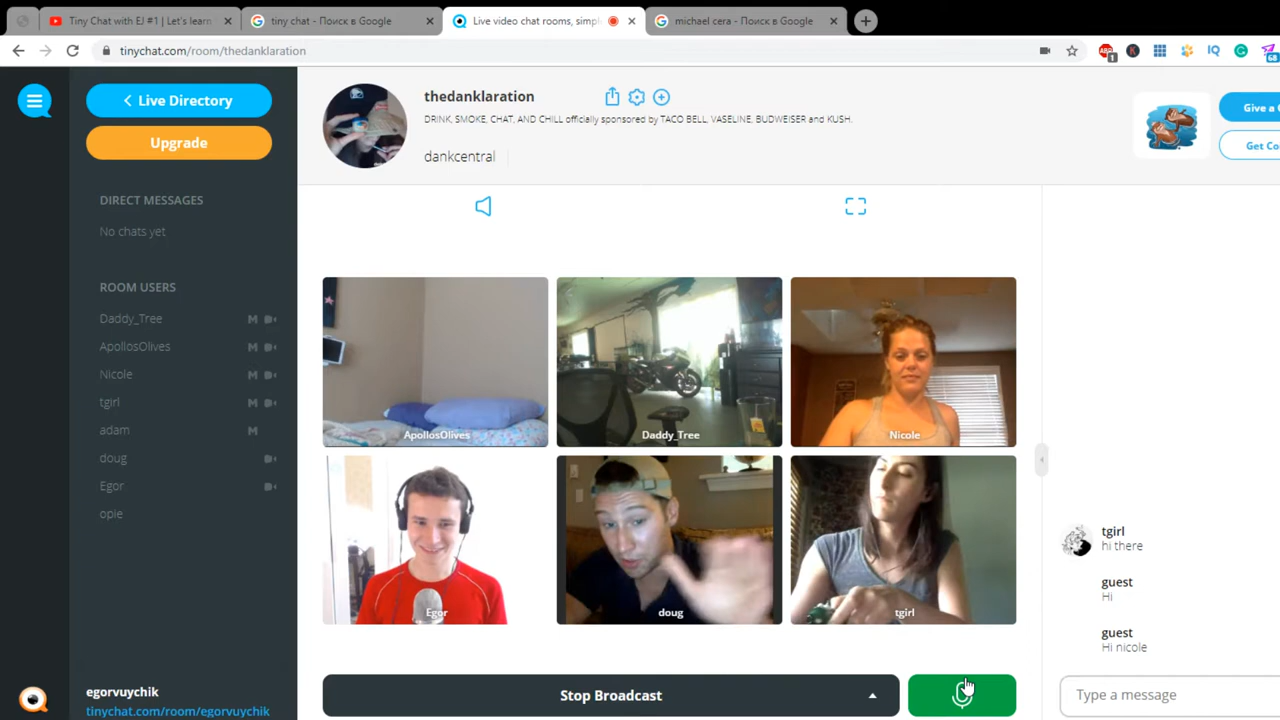 Tiny Chat with EJ #1 | Let's learn
tiny chat - Поиск в Google
Live video chat rooms, simpl
michael cera - Поиск в Google
tinychat.com/room/thedanklaration
ABP
1
K
IQ
G
68
Live Directory
Upgrade
DIRECT MESSAGES
No chats yet
ROOM USERS
Daddy_Tree M
ApollosOlives M
Nicole M
tgirl M
adam M
doug
Egor
opie
egorvuychik
tinychat.com/room/egorvuychik
thedanklaration
DRINK, SMOKE, CHAT, AND CHILL officially sponsored by TACO BELL, VASELINE, BUDWEISER and KUSH.
dankcentral
Give a G
Get Co
ApollosOlives
Daddy_Tree
Nicole
Egor
doug
tgirl
Stop Broadcast
tgirl
hi there
guest
Hi
guest
Hi nicole
Type a message